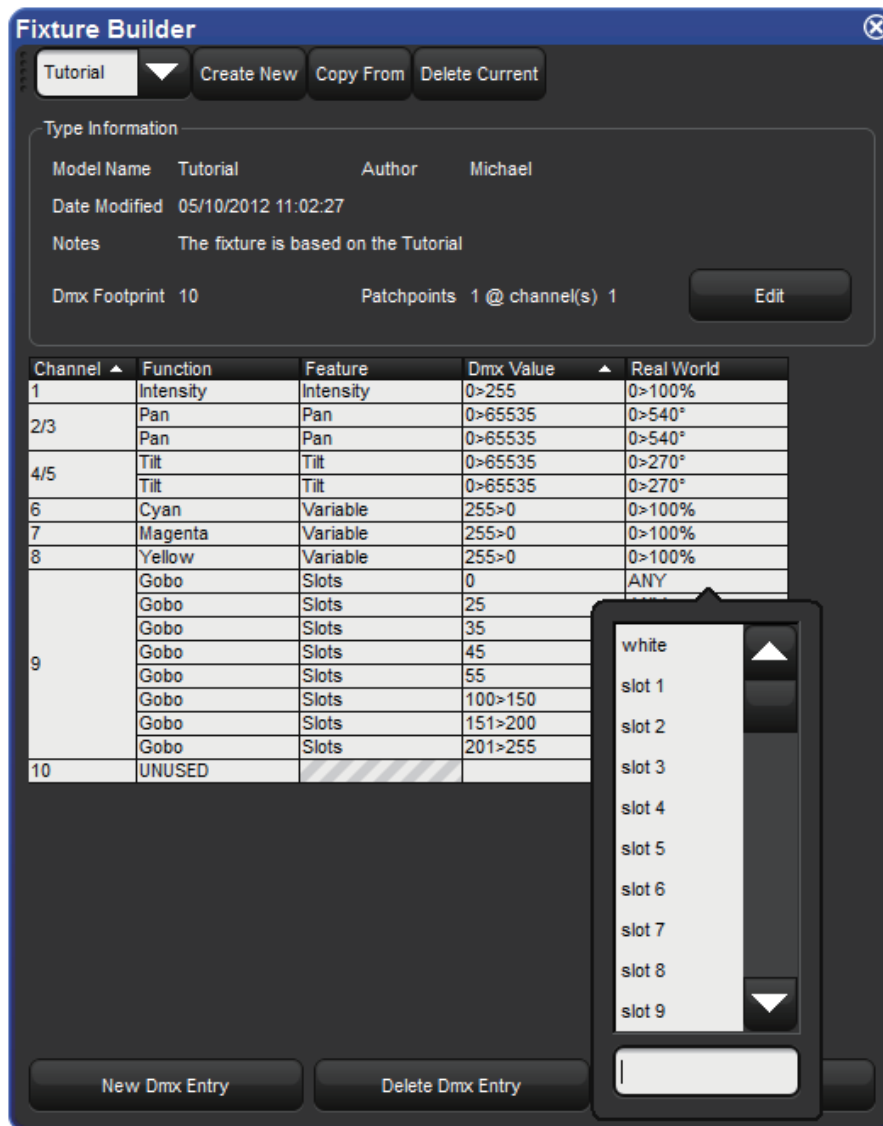 Fixture Builder
Tutorial Create New Copy From Delete Current
Type Information
Model Name Tutorial Author Michael
Date Modified 05/10/2012 11:02:27
Notes The fixture is based on the Tutorial
Dmx Footprint 10 Patchpoints 1 @ channel(s) 1 Edit
Channel Function Feature Dmx Value Real World
1 Intensity Intensity 0>255 0>100%
2/3 Pan Pan 0>65535 0>540°
Pan Pan 0>65535 0>540°
4/5 Tilt Tilt 0>65535 0>270°
Tilt Tilt 0>65535 0>270°
6 Cyan Variable 255>0 0>100%
7 Magenta Variable 255>0 0>100%
8 Yellow Variable 255>0 0>100%
9 Gobo Slots 0 ANY
Gobo Slots 25
Gobo Slots 35
Gobo Slots 45
Gobo Slots 55
Gobo Slots 100>150
Gobo Slots 151>200
Gobo Slots 201>255
10 UNUSED
white
slot 1
slot 2
slot 3
slot 4
slot 5
slot 6
slot 7
slot 8
slot 9
New Dmx Entry Delete Dmx Entry